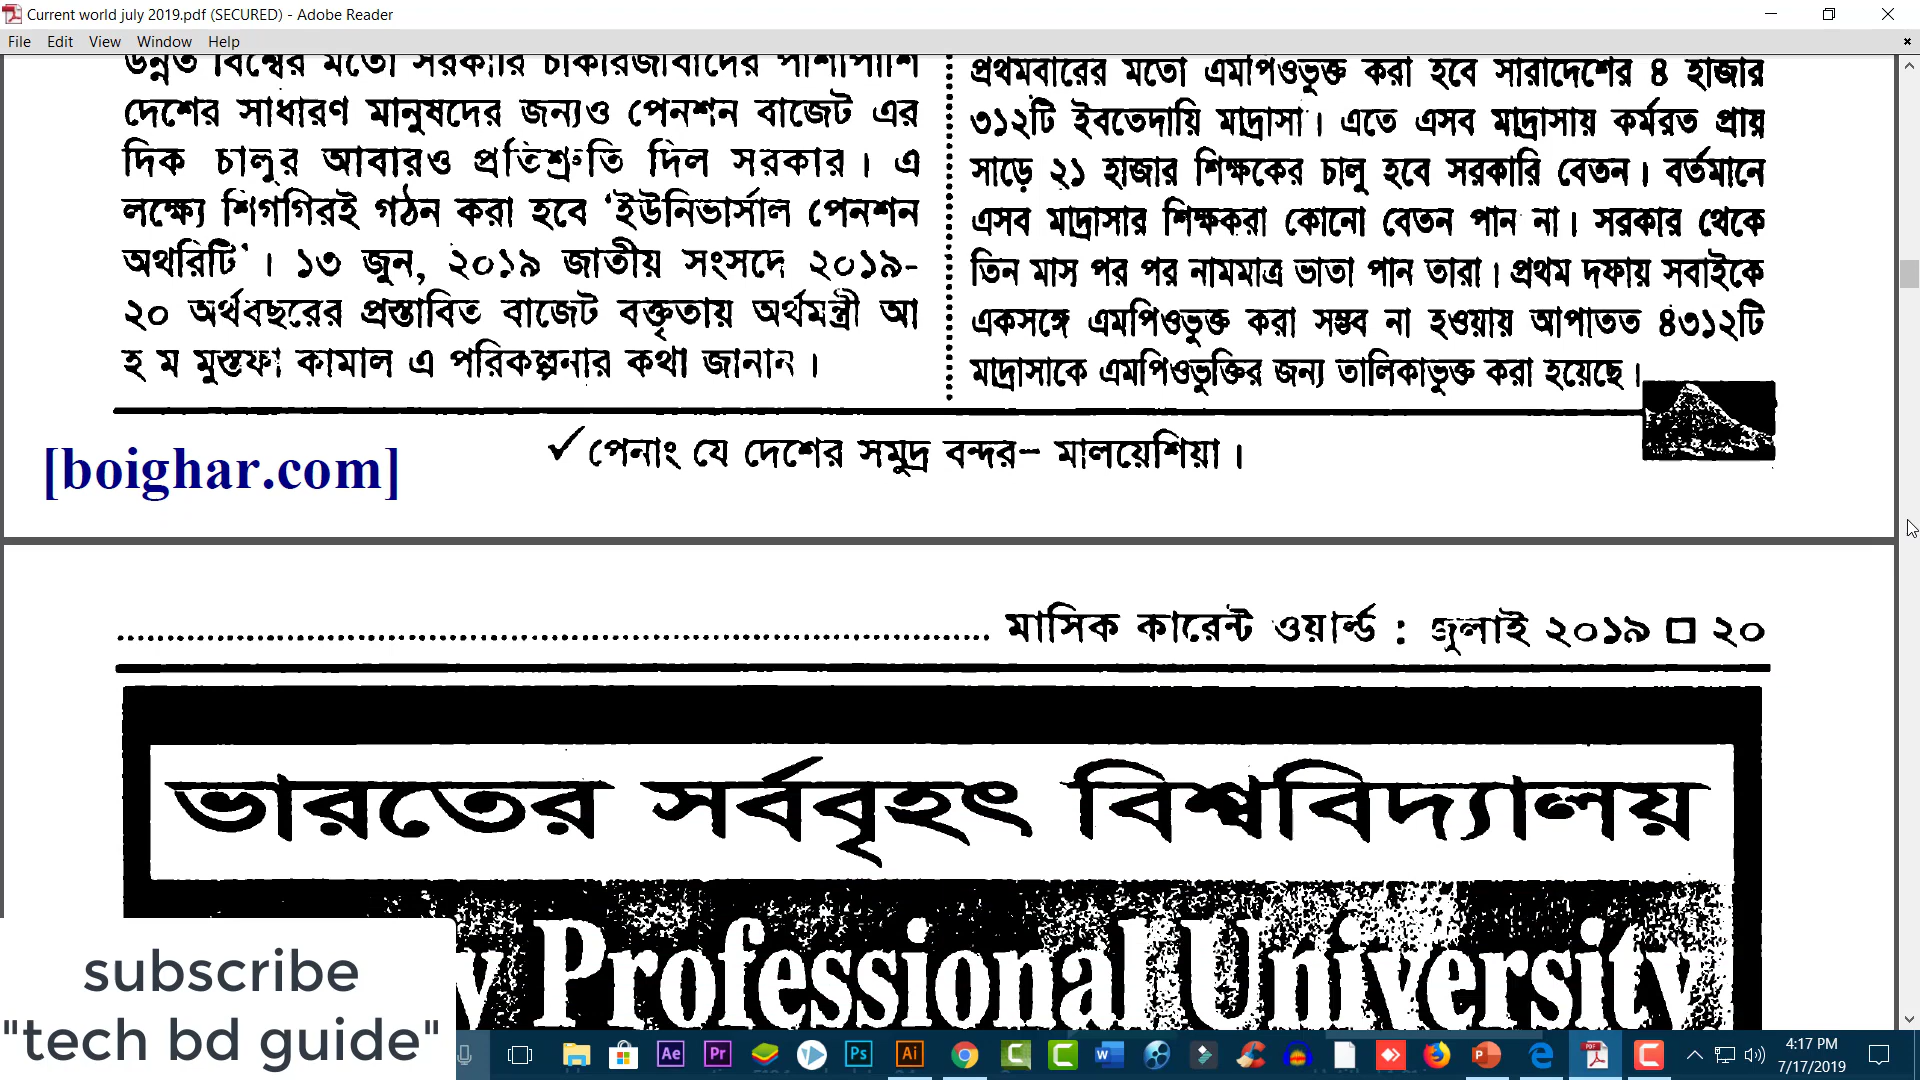 Current world july 2019.pdf (SECURED) - Adobe Reader
File Edit View Window Help
উন্নত বিশ্বের মতো সরকারি চাকরিজীবীদের পাশাপাশি
দেশের সাধারণ মানুষদের জন্যও পেনশন বাজেট এর
দিক চালুর আবারও প্রতিশ্রুতি দিল সরকার। এ
লক্ষ্যে শিগগিরই গঠন করা হবে ‘ইউনিভার্সাল পেনশন
অথরিটি’। ১৩ জুন, ২০১৯ জাতীয় সংসদে ২০১৯-
২০ অর্থবছরের প্রস্তাবিত বাজেট বক্তৃতায় অর্থমন্ত্রী আ
হ ম মুস্তফা কামাল এ পরিকল্পনার কথা জানান।
প্রথমবারের মতো এমপিওভুক্ত করা হবে সারাদেশের ৪ হাজার
৩১২টি ইবতেদায়ি মাদ্রাসা। এতে এসব মাদ্রাসায় কর্মরত প্রায়
সাড়ে ২১ হাজার শিক্ষকের চালু হবে সরকারি বেতন। বর্তমানে
এসব মাদ্রাসার শিক্ষকরা কোনো বেতন পান না। সরকার থেকে
তিন মাস পর পর নামমাত্র ভাতা পান তারা। প্রথম দফায় সবাইকে
একসঙ্গে এমপিওভুক্ত করা সম্ভব না হওয়ায় আপাতত ৪৩১২টি
মাদ্রাসাকে এমপিওভুক্তির জন্য তালিকাভুক্ত করা হয়েছে।
✓ পেনাং যে দেশের সমুদ্র বন্দর– মালয়েশিয়া।
[boighar.com]
মাসিক কারেন্ট ওয়ার্ল্ড : জুলাই ২০১৯ □ ২০
ভারতের সর্ববৃহৎ বিশ্ববিদ্যালয়
y Professional University
subscribe
"tech bd guide"
4:17 PM
7/17/2019